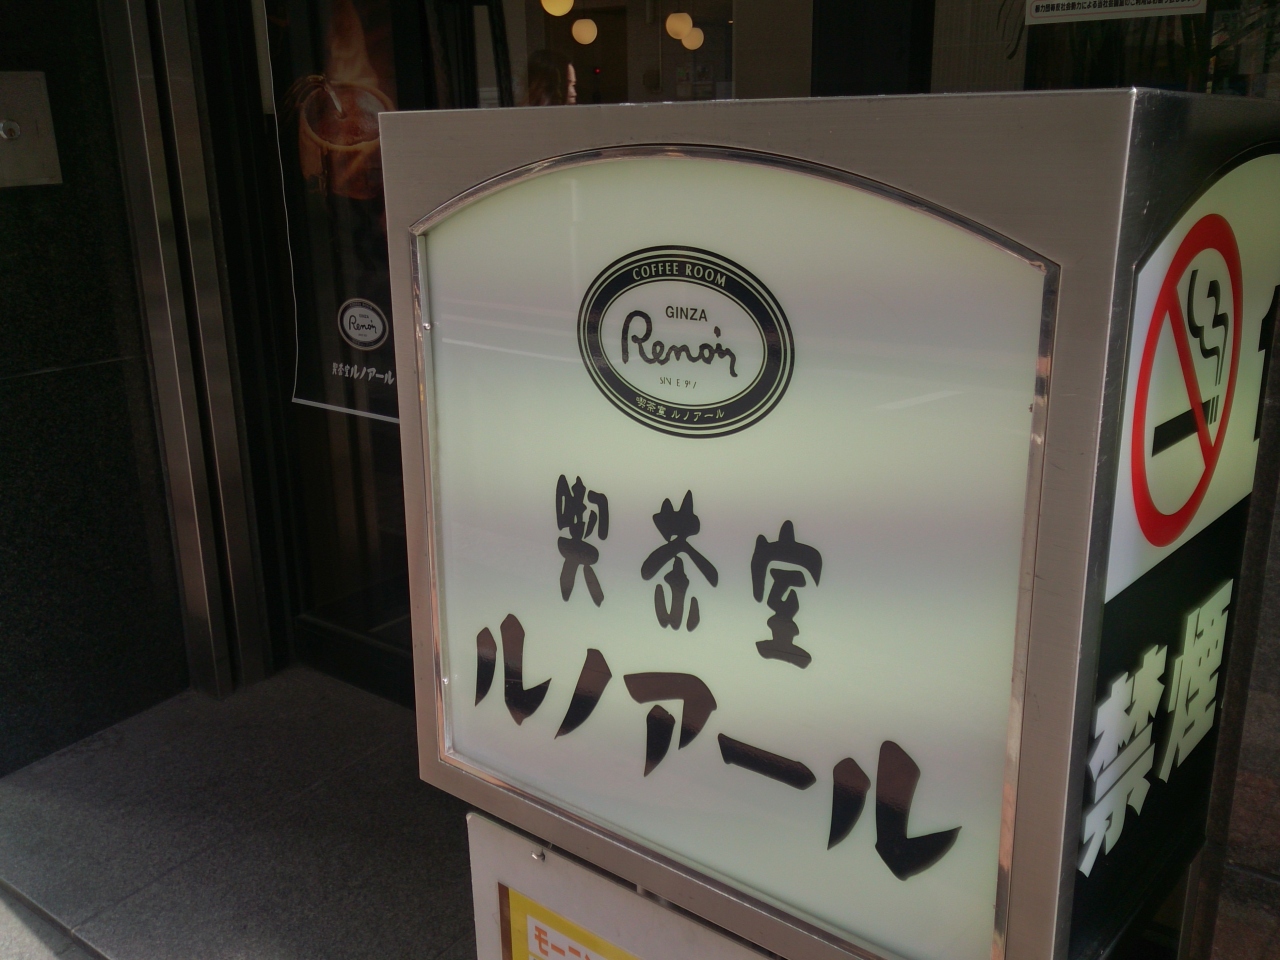 COFFEE ROOM
GINZA
Renoir
喫茶室 ルノアール
喫茶室
ルノアール
禁煙
Renoir
喫茶室ルノアール